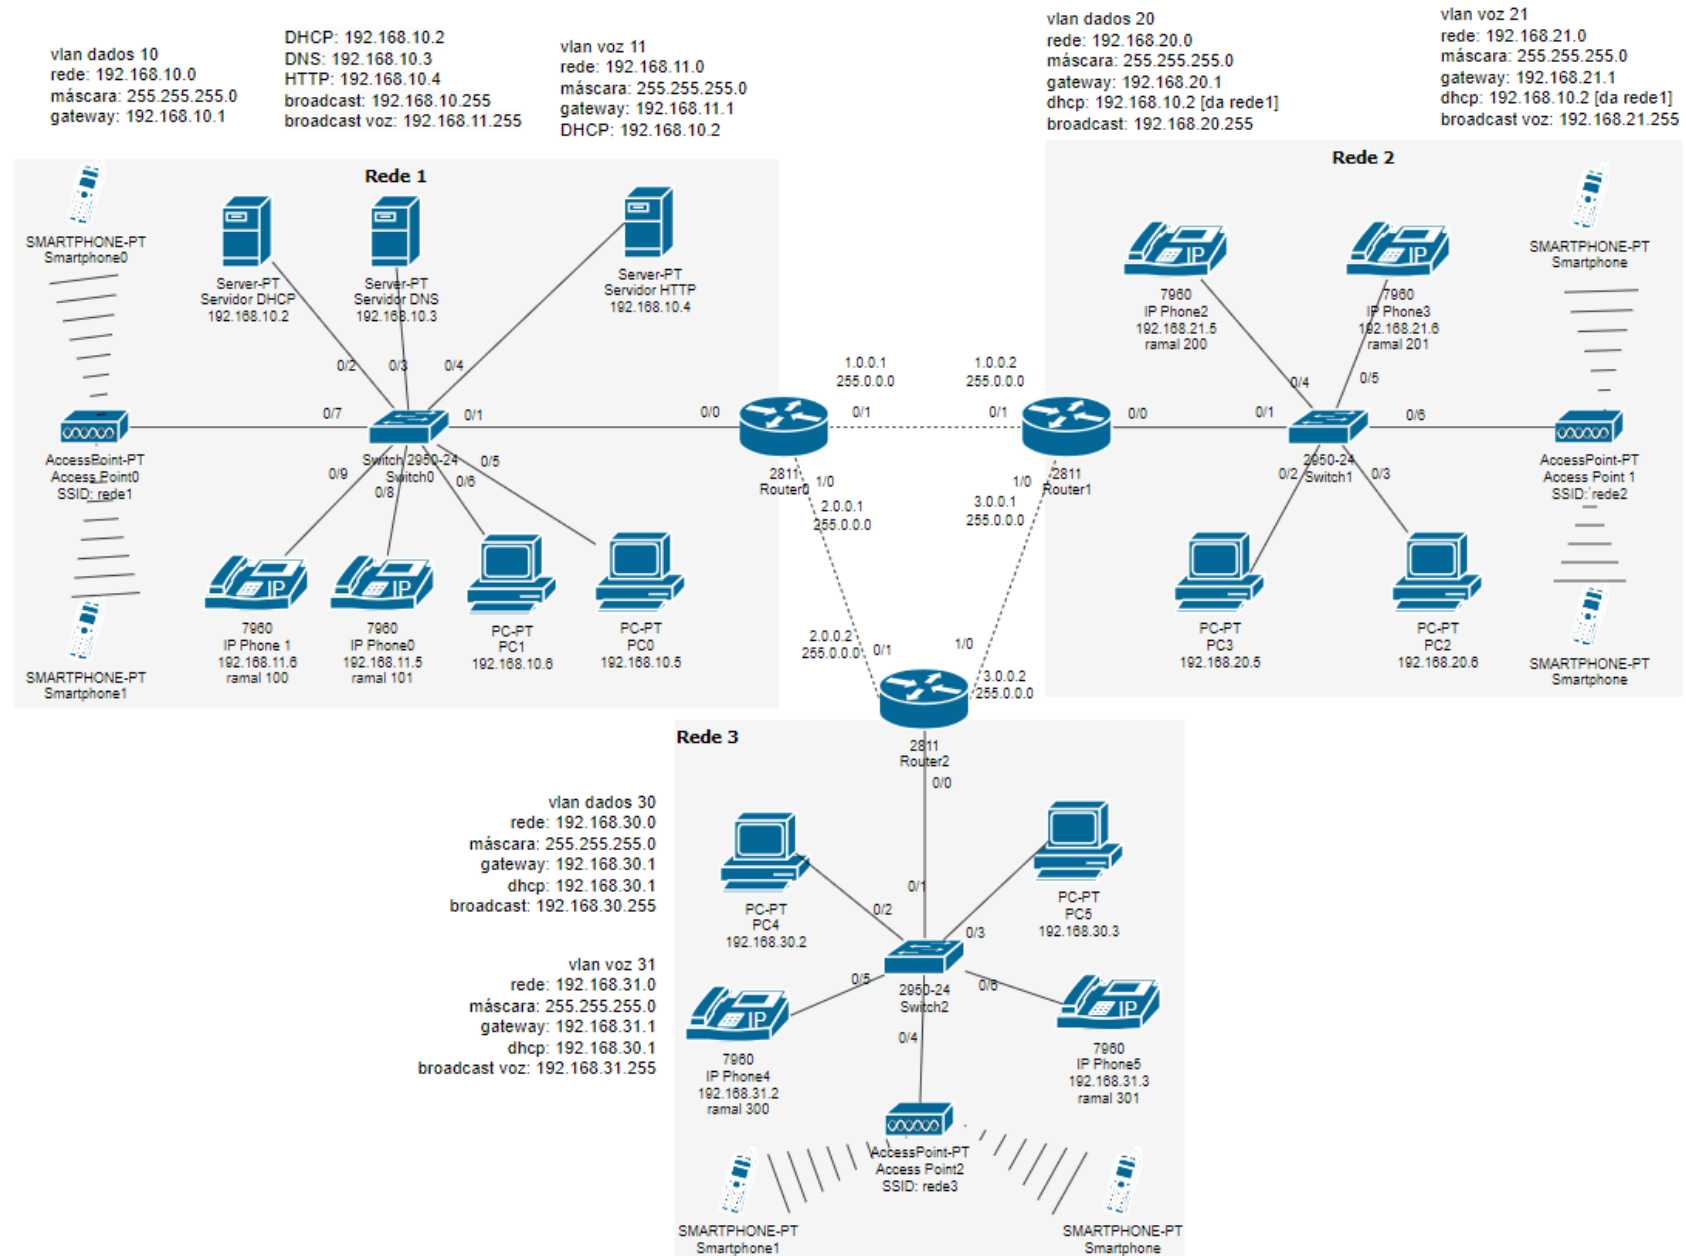 vlan dados 10
rede: 192.168.10.0
máscara: 255.255.255.0
gateway: 192.168.10.1
DHCP: 192.168.10.2
DNS: 192.168.10.3
HTTP: 192.168.10.4
broadcast: 192.168.10.255
broadcast voz: 192.168.11.255
vlan voz 11
rede: 192.168.11.0
máscara: 255.255.255.0
gateway: 192.168.11.1
DHCP: 192.168.10.2
vlan dados 20
rede: 192.168.20.0
máscara: 255.255.255.0
gateway: 192.168.20.1
dhcp: 192.168.10.2 [da rede1]
broadcast: 192.168.20.255
vlan voz 21
rede: 192.168.21.0
máscara: 255.255.255.0
gateway: 192.168.21.1
dhcp: 192.168.10.2 [da rede1]
broadcast voz: 192.168.21.255
Rede 1
SMARTPHONE-PT
Smartphone0
Server-PT
Servidor DHCP
192.168.10.2
Server-PT
Servidor DNS
192.168.10.3
Server-PT
Servidor HTTP
192.168.10.4
0/2
0/3
0/4
0/7
0/1
0/0
AccessPoint-PT
Access Point0
SSID: rede1
Switch 2950-24
Switch0
0/9
0/8
0/6
0/5
2811
Router0
IP
7960
IP Phone 1
192.168.11.6
ramal 100
IP
7960
IP Phone0
192.168.11.5
ramal 101
PC-PT
PC1
192.168.10.6
PC-PT
PC0
192.168.10.5
SMARTPHONE-PT
Smartphone1
1.0.0.1
255.0.0.0
0/1
1.0.0.2
255.0.0.0
0/1
1/0
2.0.0.1
255.0.0.0
1/0
3.0.0.1
255.0.0.0
2.0.0.2
255.0.0.0
0/1
1/0
3.0.0.2
255.0.0.0
Rede 2
IP
7960
IP Phone2
192.168.21.5
ramal 200
IP
7960
IP Phone3
192.168.21.6
ramal 201
SMARTPHONE-PT
Smartphone
0/4
0/5
0/0
0/1
0/6
2811
Router1
2950-24
Switch1
0/2
0/3
AccessPoint-PT
Access Point 1
SSID: rede2
PC-PT
PC3
192.168.20.5
PC-PT
PC2
192.168.20.6
SMARTPHONE-PT
Smartphone
Rede 3
2811
Router2
0/0
vlan dados 30
rede: 192.168.30.0
máscara: 255.255.255.0
gateway: 192.168.30.1
dhcp: 192.168.30.1
broadcast: 192.168.30.255
vlan voz 31
rede: 192.168.31.0
máscara: 255.255.255.0
gateway: 192.168.31.1
dhcp: 192.168.30.1
broadcast voz: 192.168.31.255
PC-PT
PC4
192.168.30.2
PC-PT
PC5
192.168.30.3
0/1
0/2
0/3
0/5
2950-24
Switch2
0/6
0/4
IP
7960
IP Phone4
192.168.31.2
ramal 300
IP
7960
IP Phone5
192.168.31.3
ramal 301
AccessPoint-PT
Access Point2
SSID: rede3
SMARTPHONE-PT
Smartphone1
SMARTPHONE-PT
Smartphone